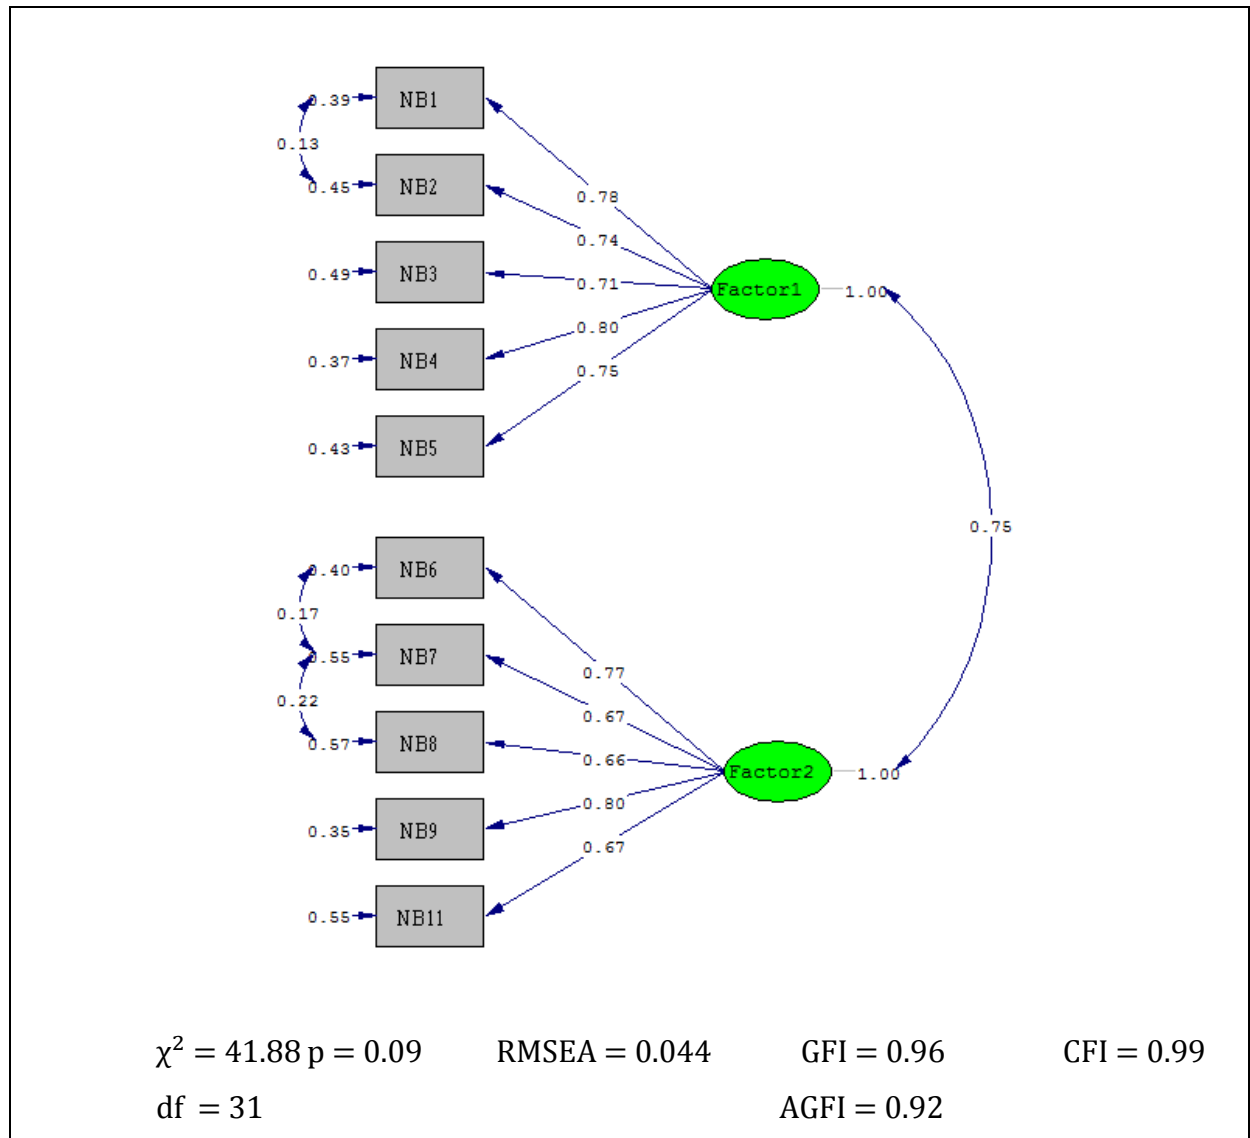 0.39 NB1
0.13
0.45 NB2
0.78
0.74
0.49 NB3
0.71
Factor1 1.00
0.80
0.37 NB4
0.75
0.43 NB5
0.75
0.40 NB6
0.17
0.55 NB7
0.77
0.22
0.67
0.57 NB8
0.66
Factor2 1.00
0.80
0.35 NB9
0.67
0.55 NB11
χ² = 41.88 p = 0.09 RMSEA = 0.044 GFI = 0.96 CFI = 0.99
df = 31 AGFI = 0.92